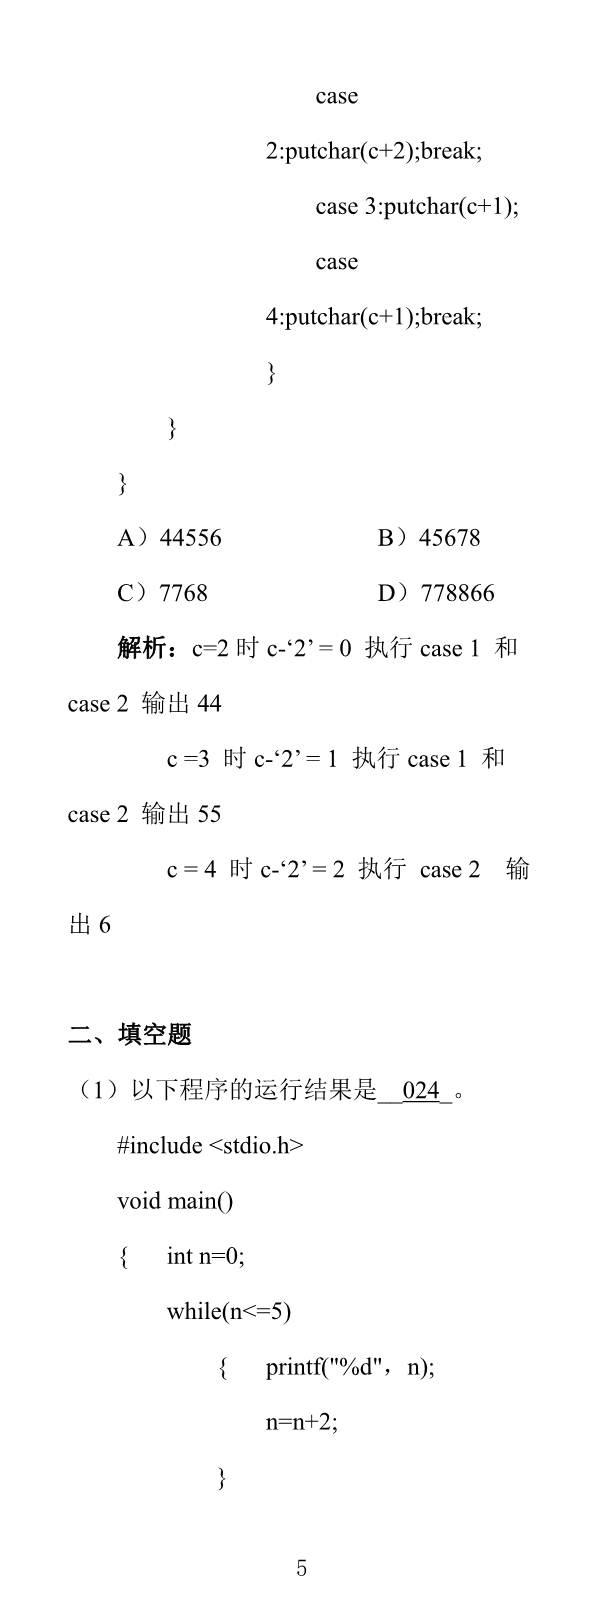 case
2:putchar(c+2);break;
case 3:putchar(c+1);
case
4:putchar(c+1);break;
}
}
}
A）44556 B）45678
C）7768 D）778866
解析：c=2 时 c-‘2’ = 0 执行 case 1 和
case 2 输出 44
c =3 时 c-‘2’ = 1 执行 case 1 和
case 2 输出 55
c = 4 时 c-‘2’ = 2 执行 case 2 输
出 6
二、填空题
（1）以下程序的运行结果是__024_。
#include <stdio.h>
void main()
{ int n=0;
while(n<=5)
{ printf("%d"，n);
n=n+2;
}
5